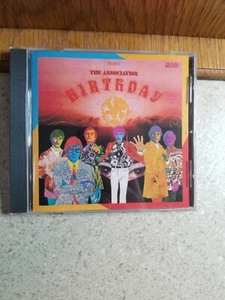 THE ASSOCIATION
BIRTHDAY